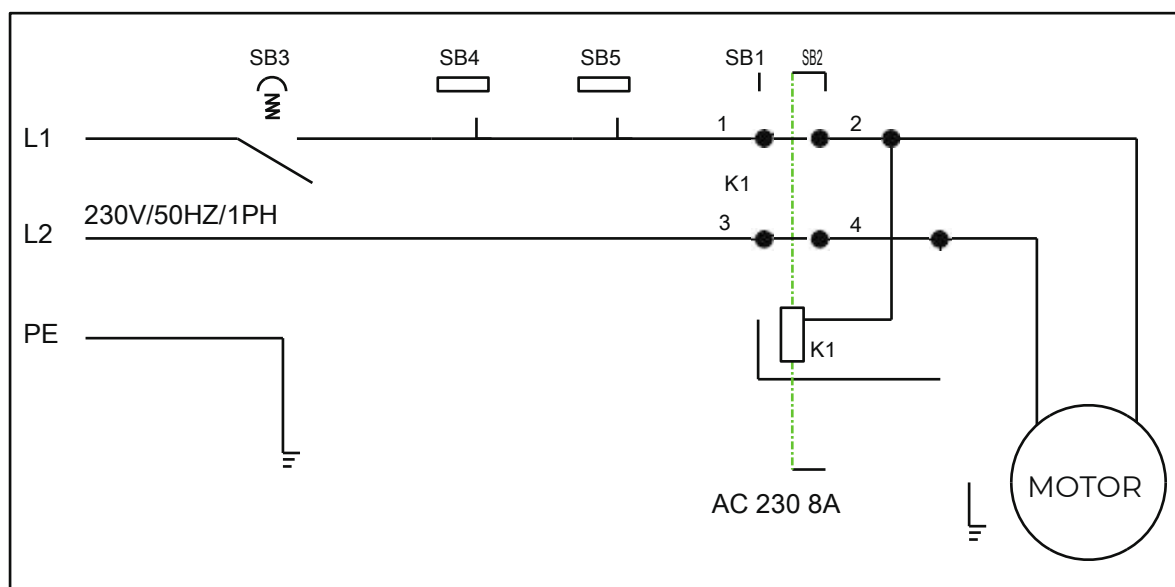 SB3 SB4 SB5 SB1 SB2
L1 1 2
K1
230V/50HZ/1PH
L2 3 4
PE
K1
AC 230 8A
MOTOR